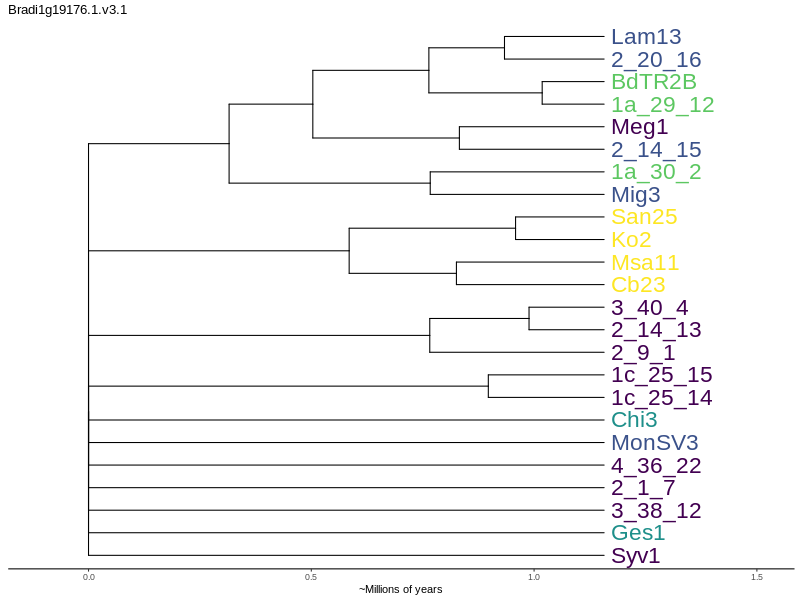 Bradi1g19176.1.v3.1
Lam13
2_20_16
BdTR2B
1a_29_12
Meg1
2_14_15
1a_30_2
Mig3
San25
Ko2
Msa11
Cb23
3_40_4
2_14_13
2_9_1
1c_25_15
1c_25_14
Chi3
MonSV3
4_36_22
2_1_7
3_38_12
Ges1
Syv1
0.0 0.5 1.0 1.5
~Millions of years